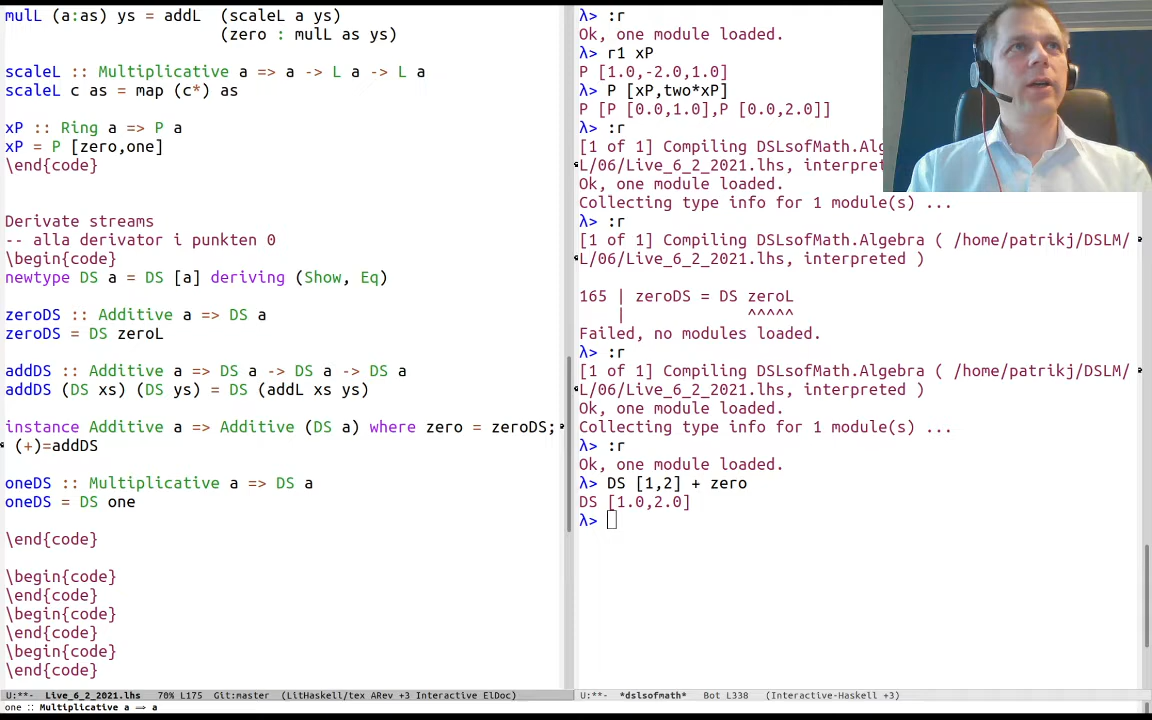 mulL (a:as) ys = addL  (scaleL a ys)
                       (zero : mulL as ys)
scaleL :: Multiplicative a => a -> L a -> L a
scaleL c as = map (c*) as
xP :: Ring a => P a
xP = P [zero,one]
\end{code}
Derivate streams
-- alla derivator i punkten 0
\begin{code}
newtype DS a = DS [a] deriving (Show, Eq)
zeroDS :: Additive a => DS a
zeroDS = DS zeroL
addDS :: Additive a => DS a -> DS a -> DS a
addDS (DS xs) (DS ys) = DS (addL xs ys)
instance Additive a => Additive (DS a) where zero = zeroDS;
(+)=addDS
oneDS :: Multiplicative a => DS a
oneDS = DS one
\end{code}
\begin{code}
\end{code}
\begin{code}
\end{code}
\begin{code}
\end{code}
U:**-  Live_6_2_2021.lhs   70% L175  Git:master  (LitHaskell/tex ARev +3 Interactive ElDoc)
one :: Multiplicative a => a
λ> :r
Ok, one module loaded.
λ> r1 xP
P [1.0,-2.0,1.0]
λ> P [xP,two*xP]
P [P [0.0,1.0],P [0.0,2.0]]
λ> :r
[1 of 1] Compiling DSLsofMath.Algeb
L/06/Live_6_2_2021.lhs, interpreted
Ok, one module loaded.
Collecting type info for 1 module(s) ...
λ> :r
[1 of 1] Compiling DSLsofMath.Algebra ( /home/patrikj/DSLM/
L/06/Live_6_2_2021.lhs, interpreted )
165 | zeroDS = DS zeroL
    |             ^^^^^
Failed, no modules loaded.
λ> :r
[1 of 1] Compiling DSLsofMath.Algebra ( /home/patrikj/DSLM/
L/06/Live_6_2_2021.lhs, interpreted )
Ok, one module loaded.
Collecting type info for 1 module(s) ...
λ> :r
Ok, one module loaded.
λ> DS [1,2] + zero
DS [1.0,2.0]
λ>
U:**-  *dslsofmath*   Bot L338   (Interactive-Haskell +3)